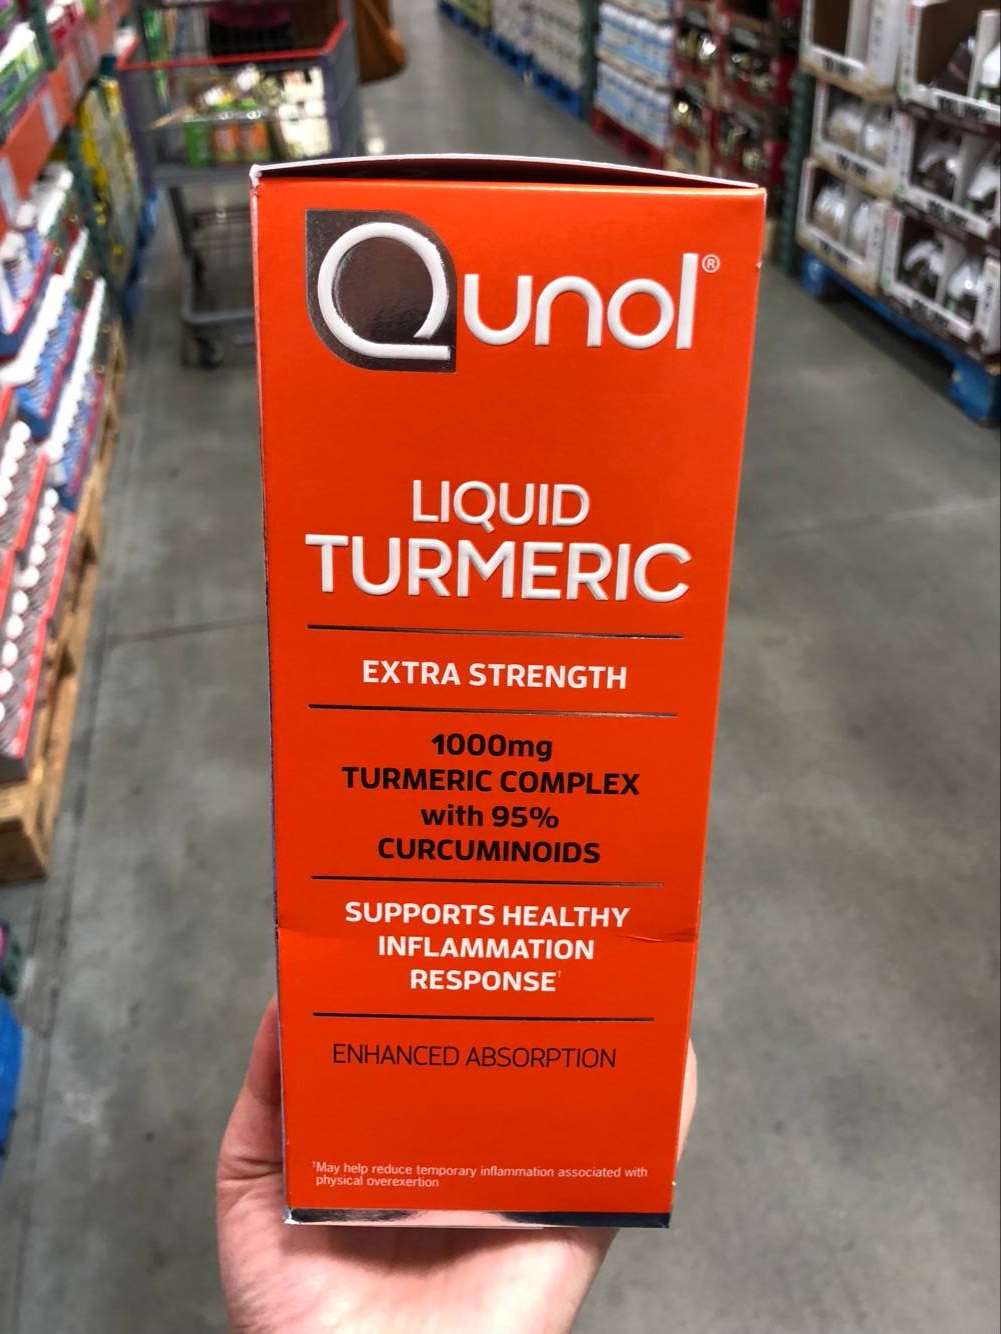 Qunol®
LIQUID
TURMERIC
EXTRA STRENGTH
1000mg
TURMERIC COMPLEX
with 95%
CURCUMINOIDS
SUPPORTS HEALTHY
INFLAMMATION
RESPONSE†
ENHANCED ABSORPTION
†May help reduce temporary inflammation associated with
physical overexertion